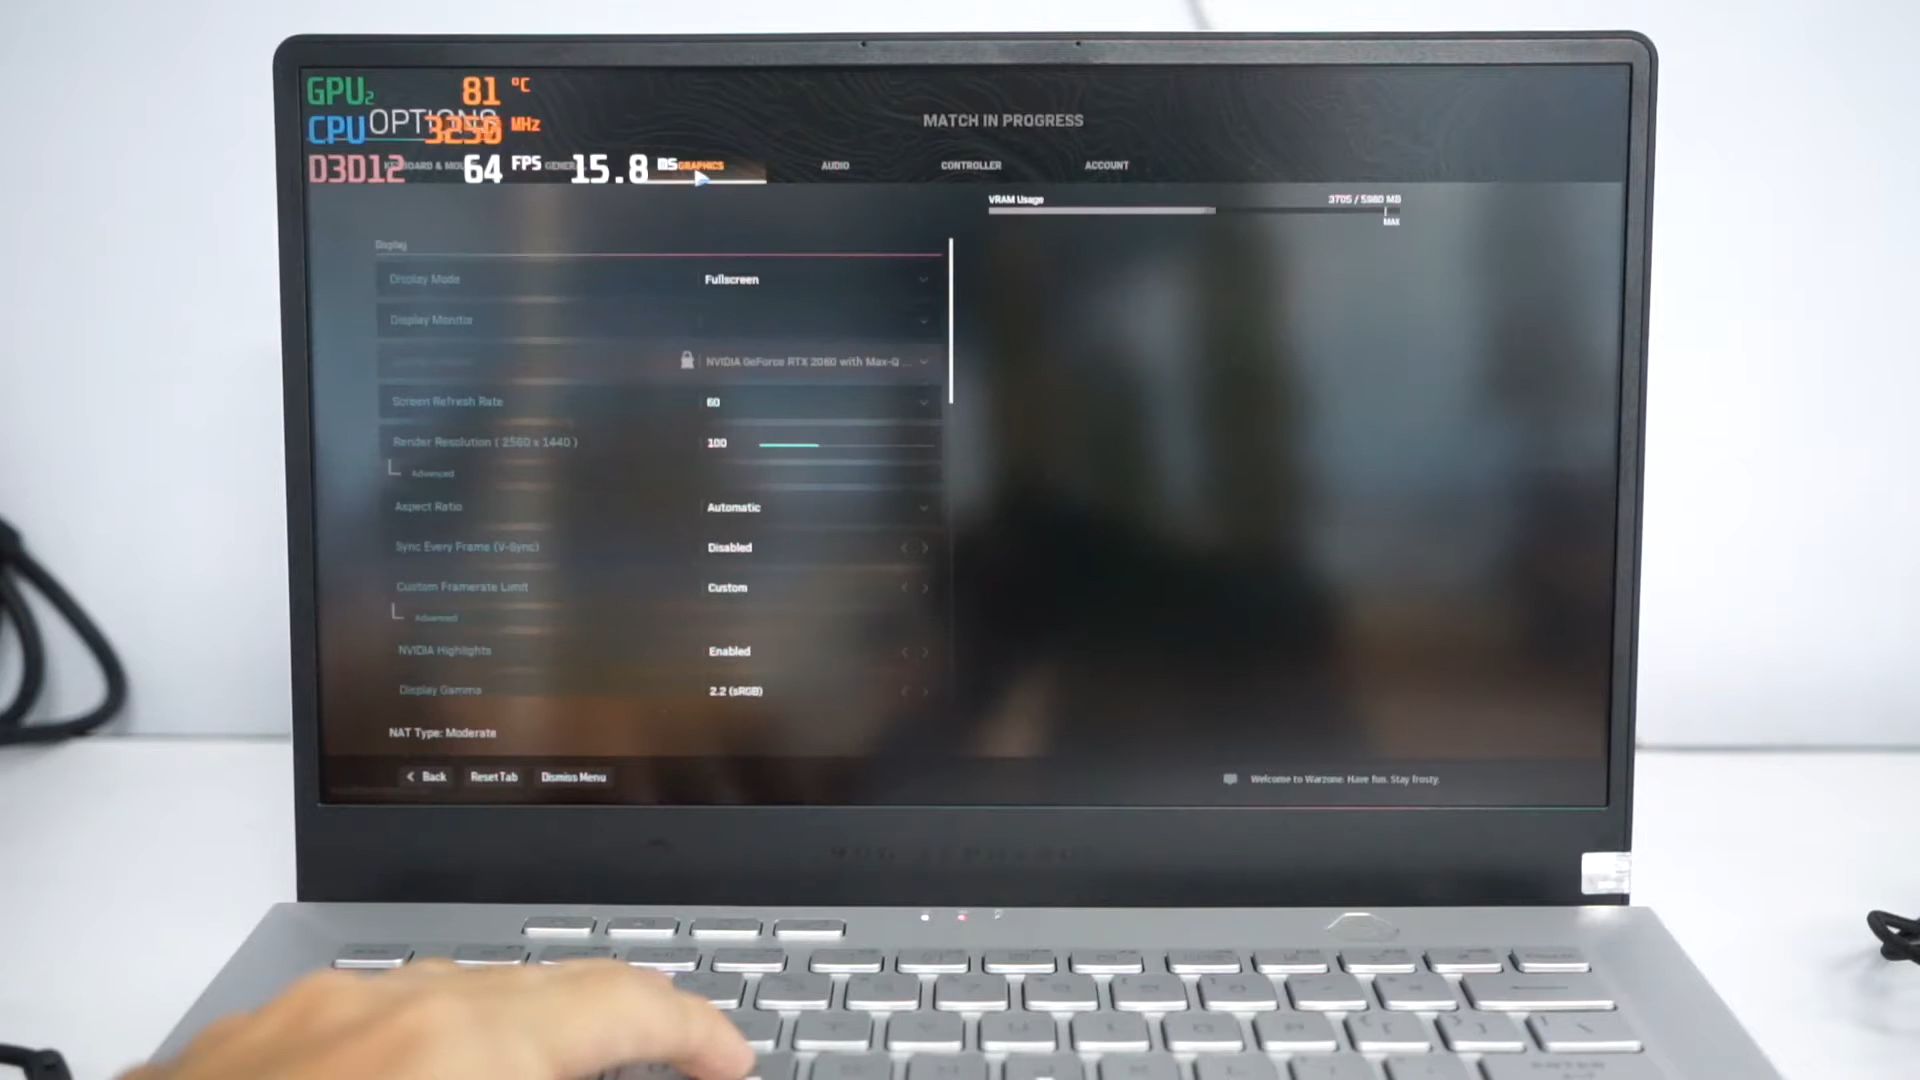 GPU2 81 °C
OPTIONS MATCH IN PROGRESS
CPU 3250 MHz
D3D12 64 FPS 15.8 ms GRAPHICS AUDIO CONTROLLER ACCOUNT
VRAM Usage 3705 / 5980 MB
MAX
Display
Display Mode Fullscreen
Display Monitor
NVIDIA GeForce RTX 2060 with Max-Q ...
Screen Refresh Rate 60
Render Resolution ( 2560 x 1440 ) 100
Advanced
Aspect Ratio Automatic
Sync Every Frame (V-Sync) Disabled
Custom Framerate Limit Custom
Advanced
NVIDIA Highlights Enabled
Display Gamma 2.2 (sRGB)
NAT Type: Moderate
Back Reset Tab Dismiss Menu
Welcome to Warzone. Have fun. Stay frosty.